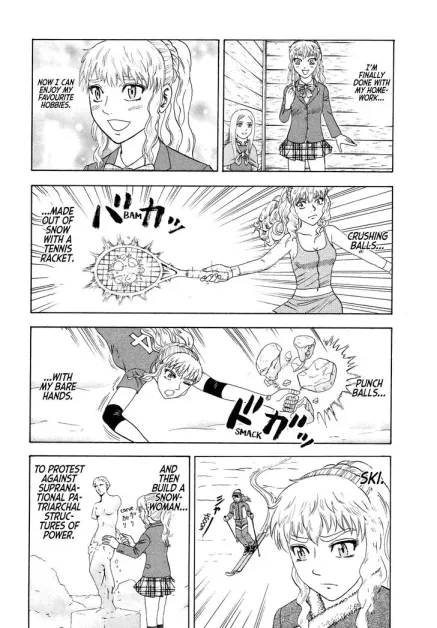 I'M
FINALLY
DONE WITH
MY HOME-
WORK...
NOW I CAN
ENJOY MY
FAVOURITE
HOBBIES.
CRUSHING
BALLS...
バカッ
BAM
...MADE
OUT OF
SNOW WITH
A TENNIS
RACKET.
PUNCH
BALLS...
ドカッ
SMACK
...WITH
MY BARE
HANDS.
SKI.
WOOSH
AND
THEN
BUILD A
SNOW-
WOMAN...
TO PROTEST
AGAINST
SUPRANA-
TIONAL PA-
TRIARCHAL
STRUC-
TURES OF
POWER.